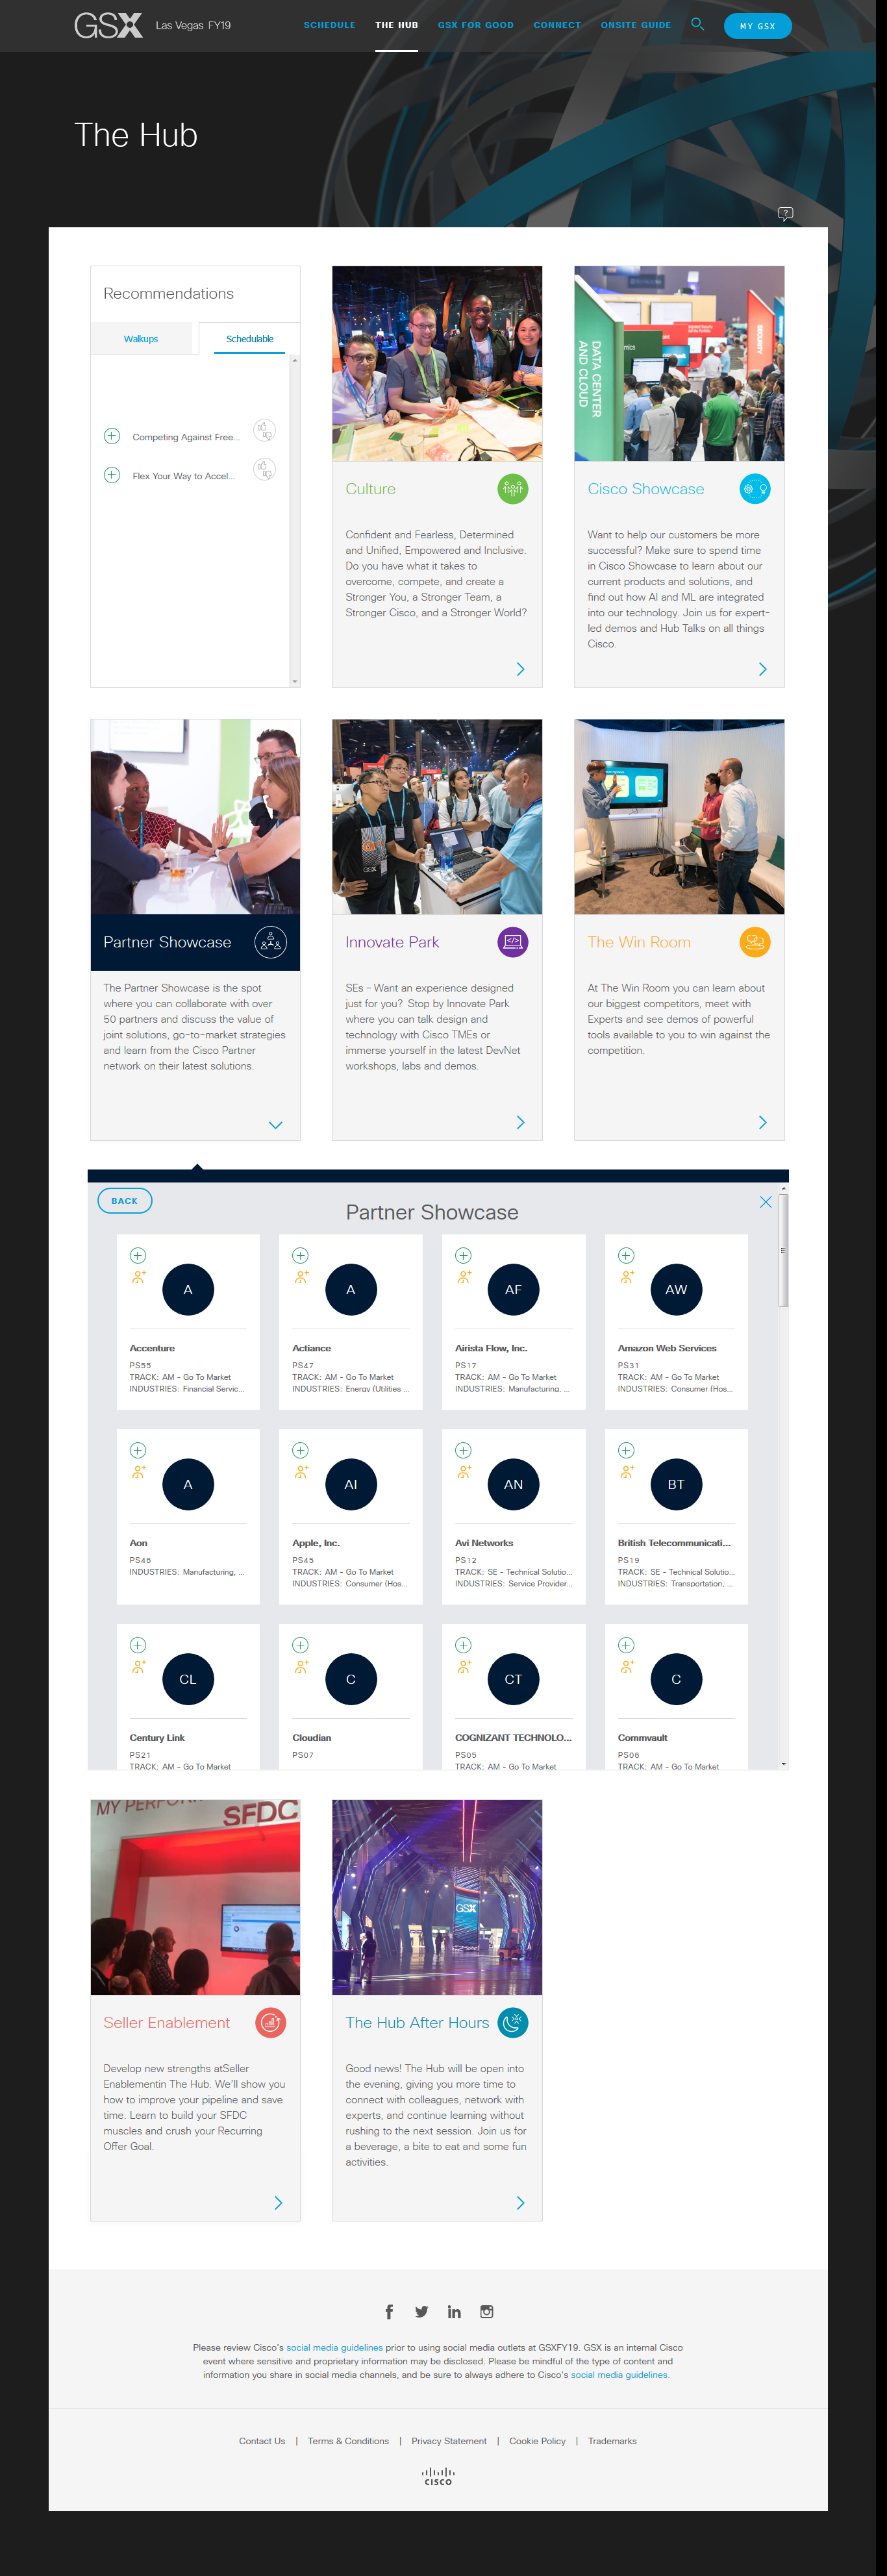 GSX Las Vegas FY19
SCHEDULE THE HUB GSX FOR GOOD CONNECT ONSITE GUIDE MY GSX
The Hub
?
Recommendations
Walkups Schedulable
Competing Against Free...
Flex Your Way to Accel...
DATA CENTER
AND CLOUD
SECURITY
Culture
Confident and Fearless, Determined
and Unified, Empowered and Inclusive.
Do you have what it takes to
overcome, compete, and create a
Stronger You, a Stronger Team, a
Stronger Cisco, and a Stronger World?
Cisco Showcase
Want to help our customers be more
successful? Make sure to spend time
in Cisco Showcase to learn about our
current products and solutions, and
find out how AI and ML are integrated
into our technology. Join us for expert-
led demos and Hub Talks on all things
Cisco.
Partner Showcase
The Partner Showcase is the spot
where you can collaborate with over
50 partners and discuss the value of
joint solutions, go-to-market strategies
and learn from the Cisco Partner
network on their latest solutions.
GSX
Innovate Park
SEs – Want an experience designed
just for you? Stop by Innovate Park
where you can talk design and
technology with Cisco TMEs or
immerse yourself in the latest DevNet
workshops, labs and demos.
The Win Room
At The Win Room you can learn about
our biggest competitors, meet with
Experts and see demos of powerful
tools available to you to win against the
competition.
BACK
Partner Showcase
A
Accenture
PS55
TRACK: AM - Go To Market
INDUSTRIES: Financial Servic...
A
Actiance
PS47
TRACK: AM - Go To Market
INDUSTRIES: Energy (Utilities ...
AF
Airista Flow, Inc.
PS17
TRACK: AM - Go To Market
INDUSTRIES: Manufacturing, ...
AW
Amazon Web Services
PS31
TRACK: AM - Go To Market
INDUSTRIES: Consumer (Hos...
A
Aon
PS46
INDUSTRIES: Manufacturing, ...
AI
Apple, Inc.
PS45
TRACK: AM - Go To Market
INDUSTRIES: Consumer (Hos...
AN
Avi Networks
PS12
TRACK: SE - Technical Solutio...
INDUSTRIES: Service Provider...
BT
British Telecommunicati...
PS19
TRACK: SE - Technical Solutio...
INDUSTRIES: Transportation, ...
CL
Century Link
PS21
TRACK: AM - Go To Market
C
Cloudian
PS07
CT
COGNIZANT TECHNOLO...
PS05
TRACK: AM - Go To Market
C
Commvault
PS06
TRACK: AM - Go To Market
MY PERFOR
SFDC
Seller Enablement
Develop new strengths atSeller
Enablementin The Hub. We'll show you
how to improve your pipeline and save
time. Learn to build your SFDC
muscles and crush your Recurring
Offer Goal.
GSX
The Hub After Hours
Good news! The Hub will be open into
the evening, giving you more time to
connect with colleagues, network with
experts, and continue learning without
rushing to the next session. Join us for
a beverage, a bite to eat and some fun
activities.
Please review Cisco's social media guidelines prior to using social media outlets at GSXFY19. GSX is an internal Cisco
event where sensitive and proprietary information may be disclosed. Please be mindful of the type of content and
information you share in social media channels, and be sure to always adhere to Cisco's social media guidelines.
Contact Us | Terms & Conditions | Privacy Statement | Cookie Policy | Trademarks
CISCO